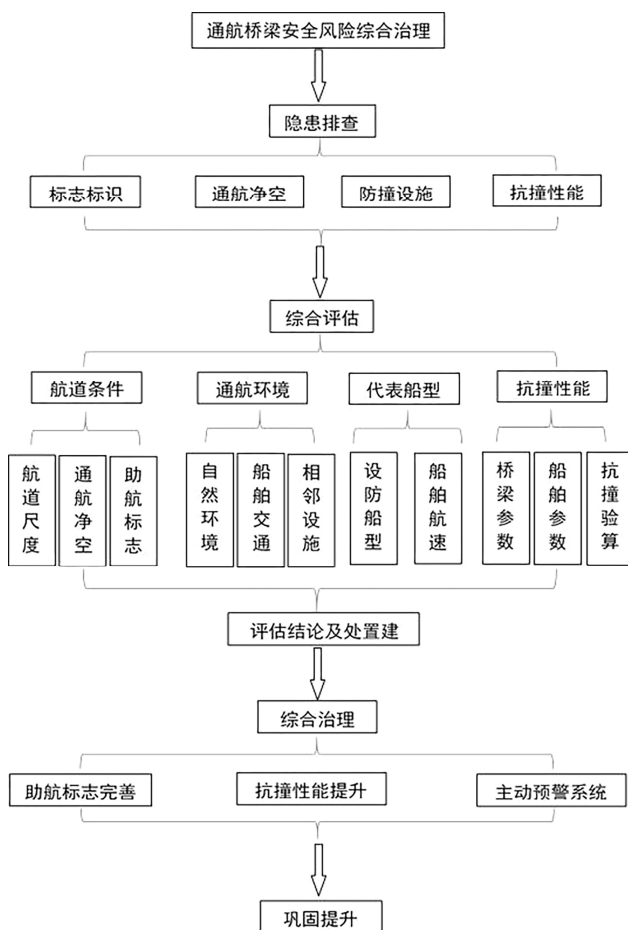 通航桥梁安全风险综合治理
隐患排查
标志标识
通航净空
防撞设施
抗撞性能
综合评估
航道条件
通航环境
代表船型
抗撞性能
航道尺度
通航净空
助航标志
自然环境
船舶交通
相邻设施
设防船型
船舶航速
桥梁参数
船舶参数
抗撞验算
评估结论及处置建
综合治理
助航标志完善
抗撞性能提升
主动预警系统
巩固提升